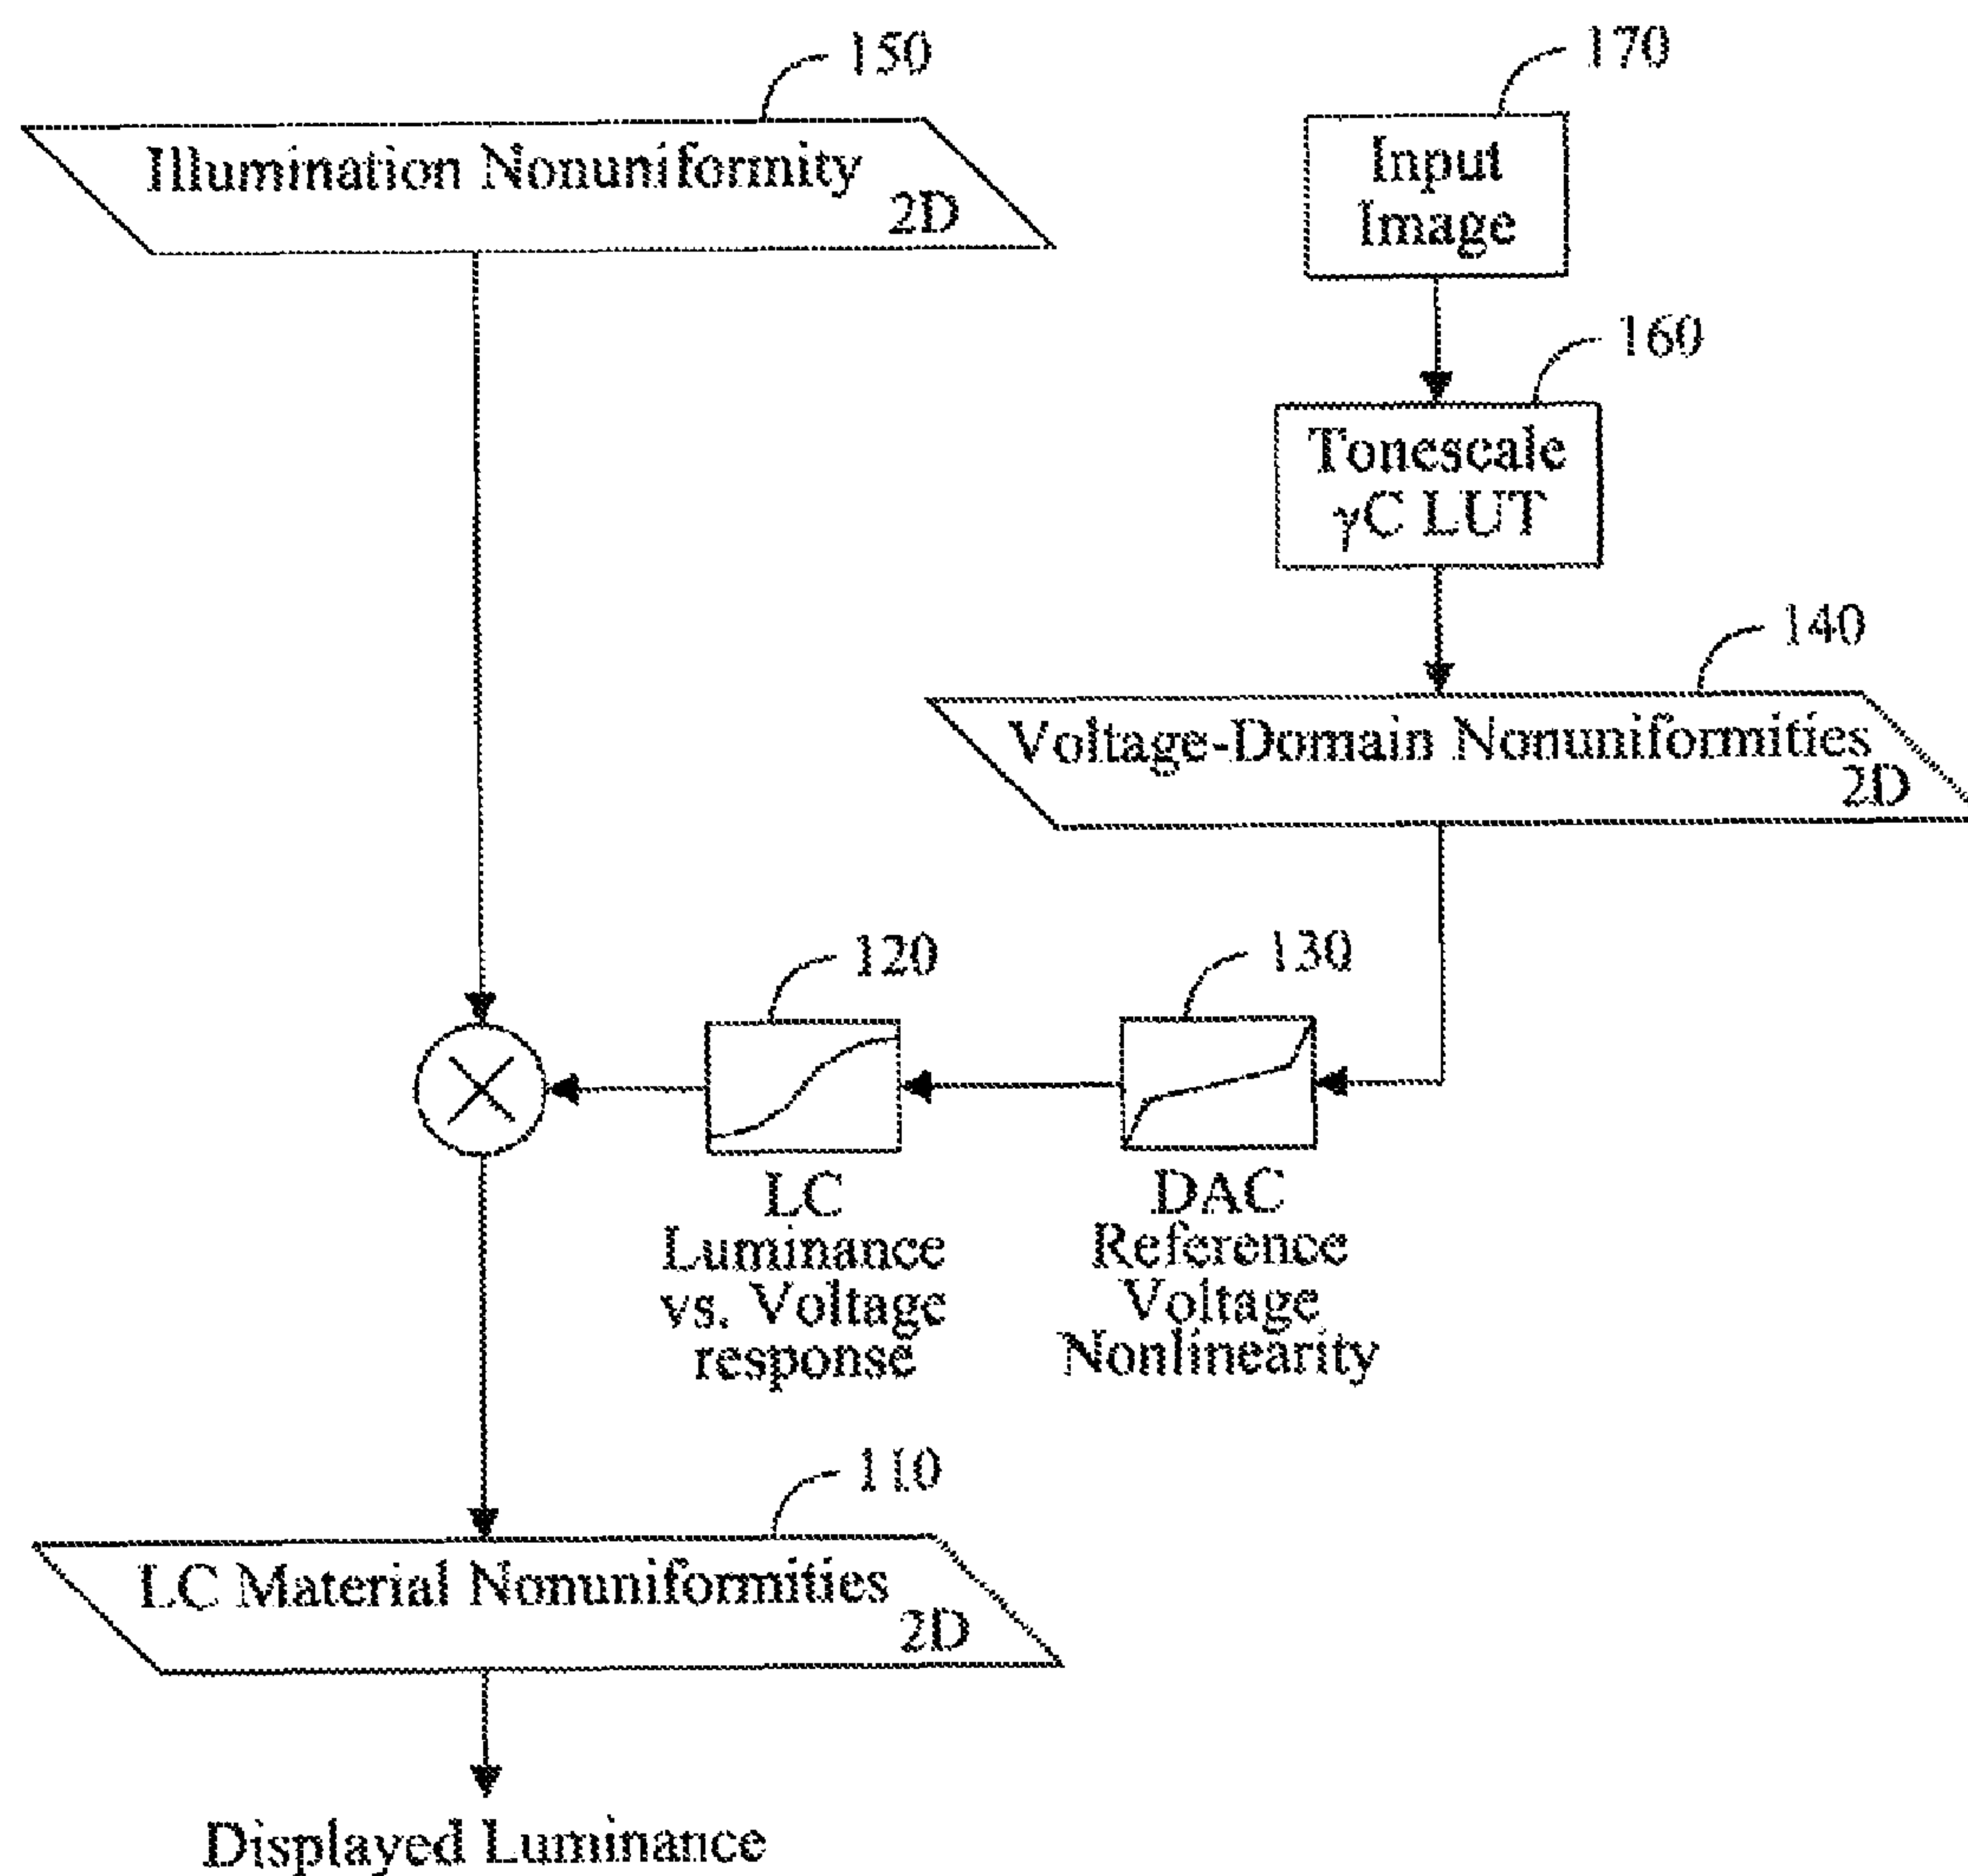 150
170
Illumination Nonuniformity
2D
Input
Image
160
Tonescale
γC LUT
140
Voltage-Domain Nonuniformities
2D
120
130
LC
Luminance
vs. Voltage
response
DAC
Reference
Voltage
Nonlinearity
110
LC Material Nonuniformities
2D
Displayed Luminance